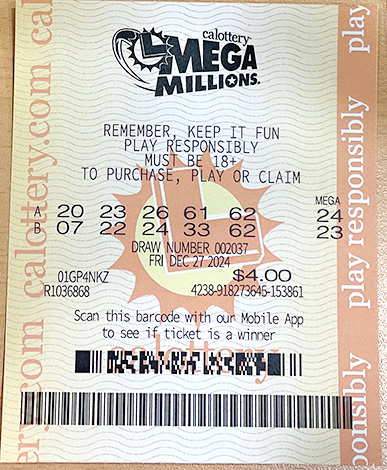 calottery
MEGA
MILLIONS
REMEMBER, KEEP IT FUN
PLAY RESPONSIBLY
MUST BE 18+
TO PURCHASE, PLAY OR CLAIM
MEGA
A 20 23 26 61 62 24
B 07 22 24 33 62 23
DRAW NUMBER 002037
FRI DEC 27 2024
01GP4NKZ $4.00
R1036868 4238-918273645-153861
Scan this barcode with our Mobile App
to see if ticket is a winner
calottery
calottery.com cal
play responsibly play